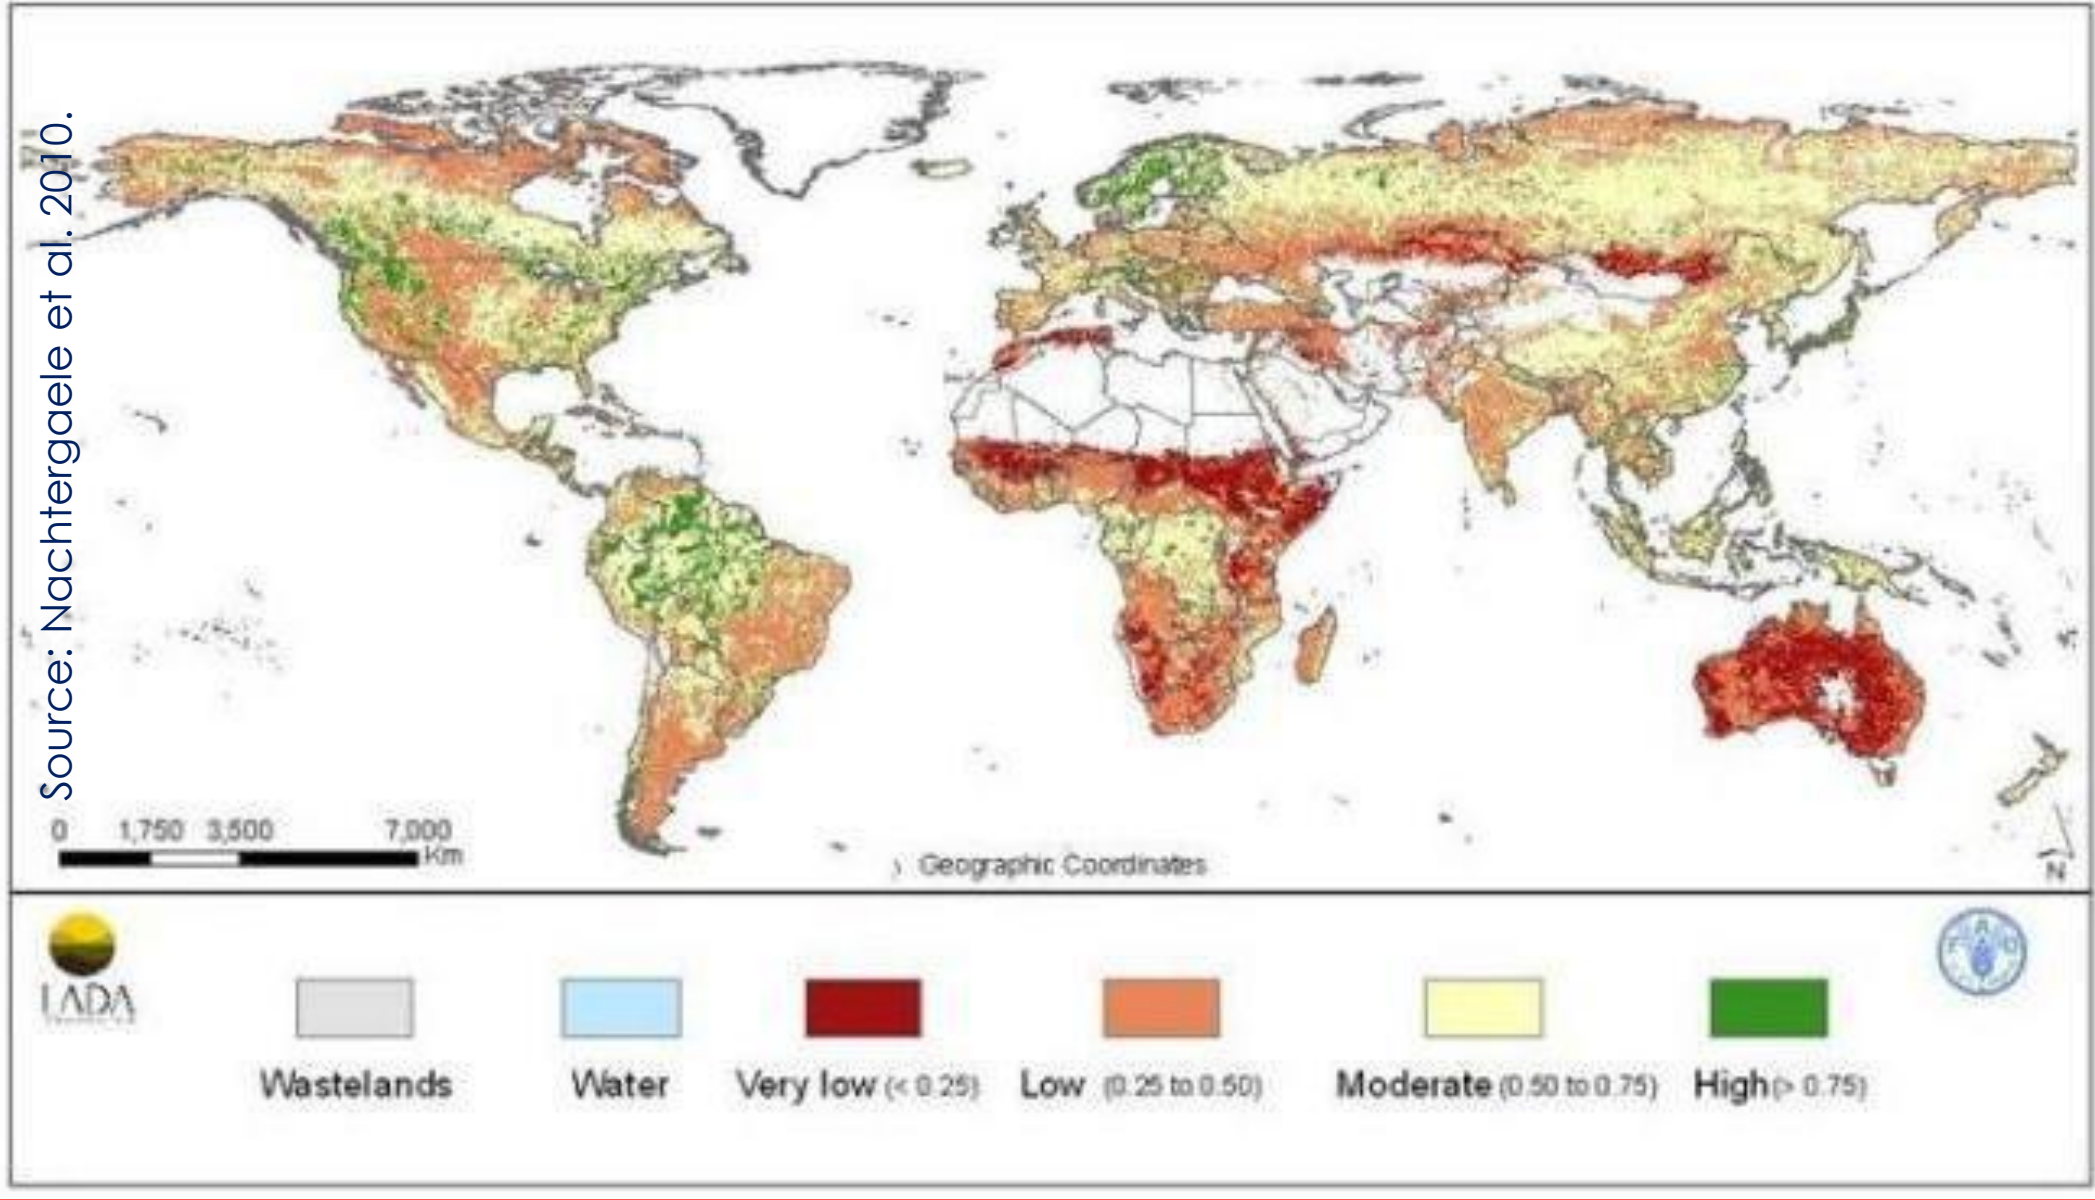 Source: Nachtergaele et al. 2010.
0 1,750 3,500 7,000
Km
Geographic Coordinates
N
LADA
F A O
Wastelands
Water
Very low (< 0.25)
Low (0.25 to 0.50)
Moderate (0.50 to 0.75)
High (> 0.75)